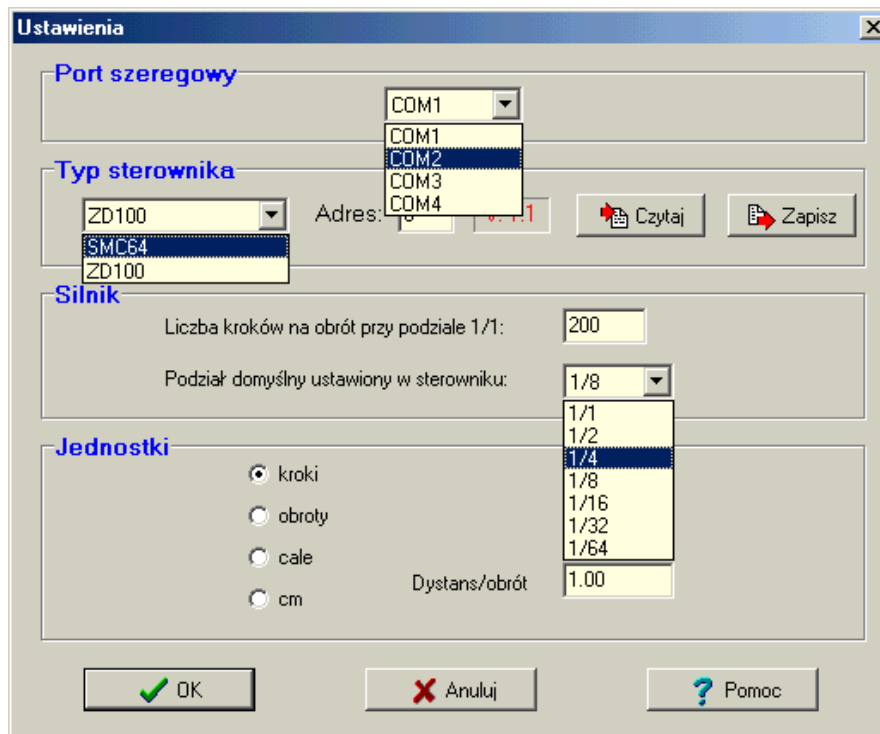 Ustawienia
Port szeregowy
COM1
COM1
COM2
COM3
COM4
Typ sterownika
ZD100 Adres: Czytaj Zapisz
SMC64
ZD100
Silnik
Liczba kroków na obrót przy podziale 1/1: 200
Podział domyślny ustawiony w sterowniku: 1/8
1/1
1/2
1/4
1/8
1/16
1/32
1/64
Jednostki
kroki
obroty
cale
cm
Dystans/obrót 1.00
OK Anuluj Pomoc